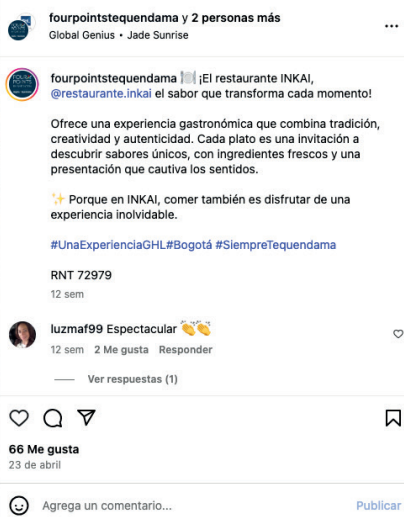 fourpointstequendama y 2 personas más
Global Genius • Jade Sunrise
fourpointstequendama 🍽️ ¡El restaurante INKAI,
@restaurante.inkai el sabor que transforma cada momento!
Ofrece una experiencia gastronómica que combina tradición,
creatividad y autenticidad. Cada plato es una invitación a
descubrir sabores únicos, con ingredientes frescos y una
presentación que cautiva los sentidos.
✨ Porque en INKAI, comer también es disfrutar de una
experiencia inolvidable.
#UnaExperienciaGHL#Bogotá #SiempreTequendama
RNT 72979
12 sem
luzmaf99 Espectacular 👏👏
12 sem 2 Me gusta Responder
Ver respuestas (1)
66 Me gusta
23 de abril
Agrega un comentario... Publicar